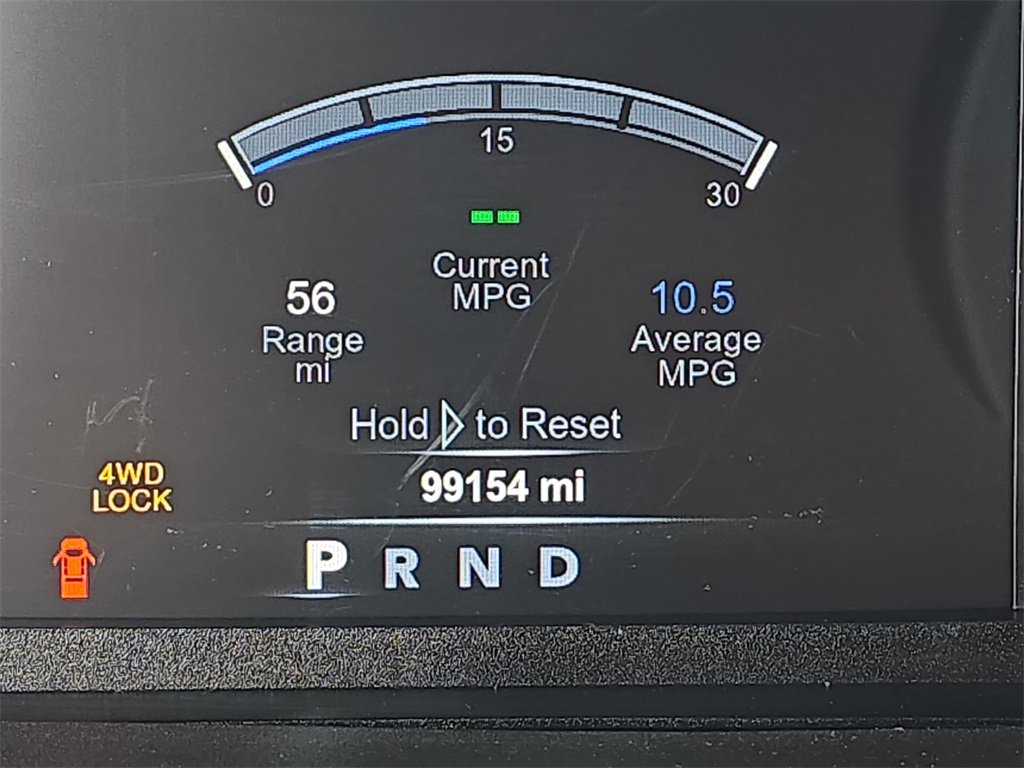 15
0
30
--
Current
MPG
56
Range
mi
10.5
Average
MPG
Hold ▷ to Reset
99154 mi
4WD
LOCK
P R N D